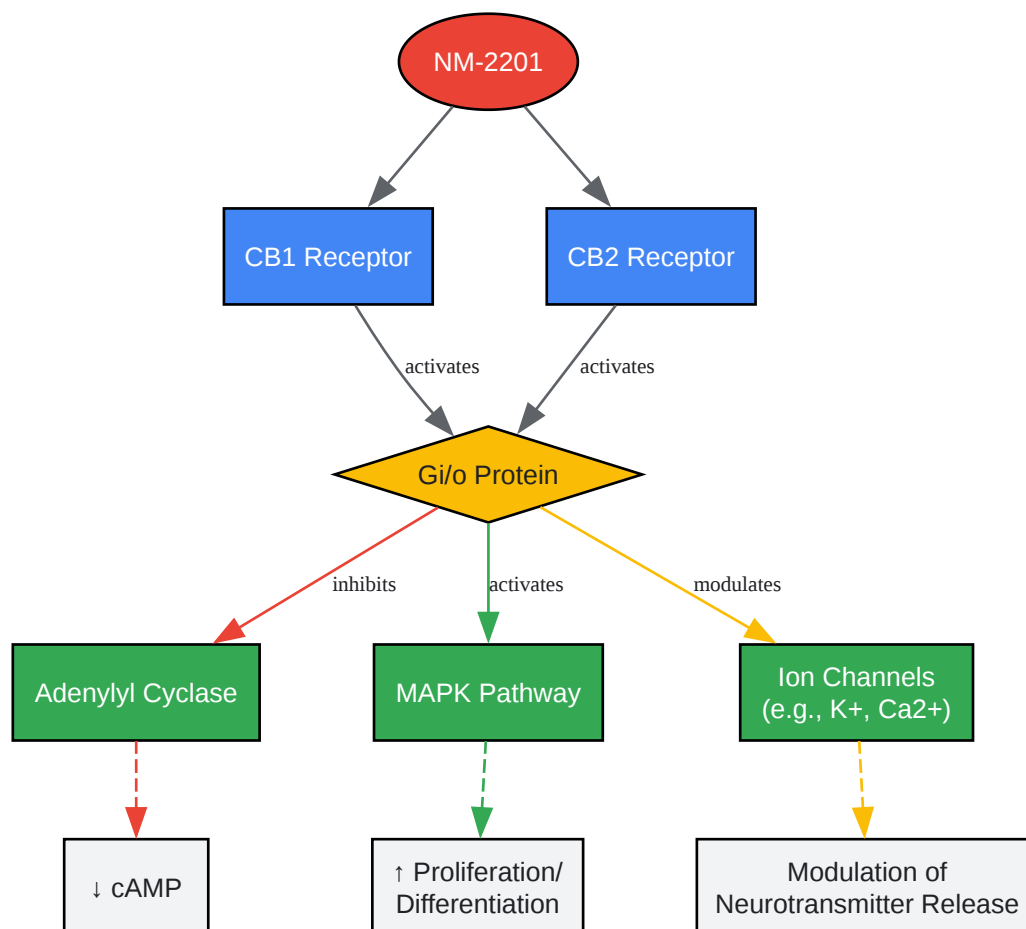 NM-2201
CB1 Receptor
CB2 Receptor
activates
activates
Gi/o Protein
inhibits
activates
modulates
Adenylyl Cyclase
MAPK Pathway
Ion Channels
(e.g., K+, Ca2+)
↓ cAMP
↑ Proliferation/
Differentiation
Modulation of
Neurotransmitter Release